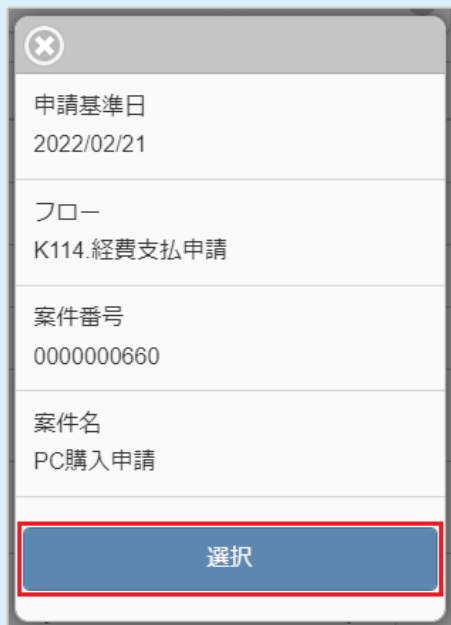 申請基準日
2022/02/21
フロー
K114.経費支払申請
案件番号
0000000660
案件名
PC購入申請
選択